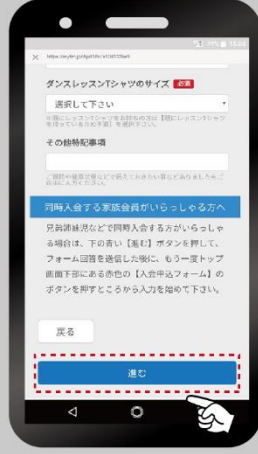 ダンスレッスンTシャツのサイズ 必須
選択して下さい
その他特記事項
同時入会する家族会員がいらっしゃる方へ
兄弟姉妹児などで同時入会する方がいらっしゃ
る場合は、下の青い【進む】ボタンを押して、
フォーム回答を送信した後に、もう一度トップ
画面下部にある赤色の【入会申込フォーム】の
ボタンを押すところから入力を始めて下さい。
戻る
進む